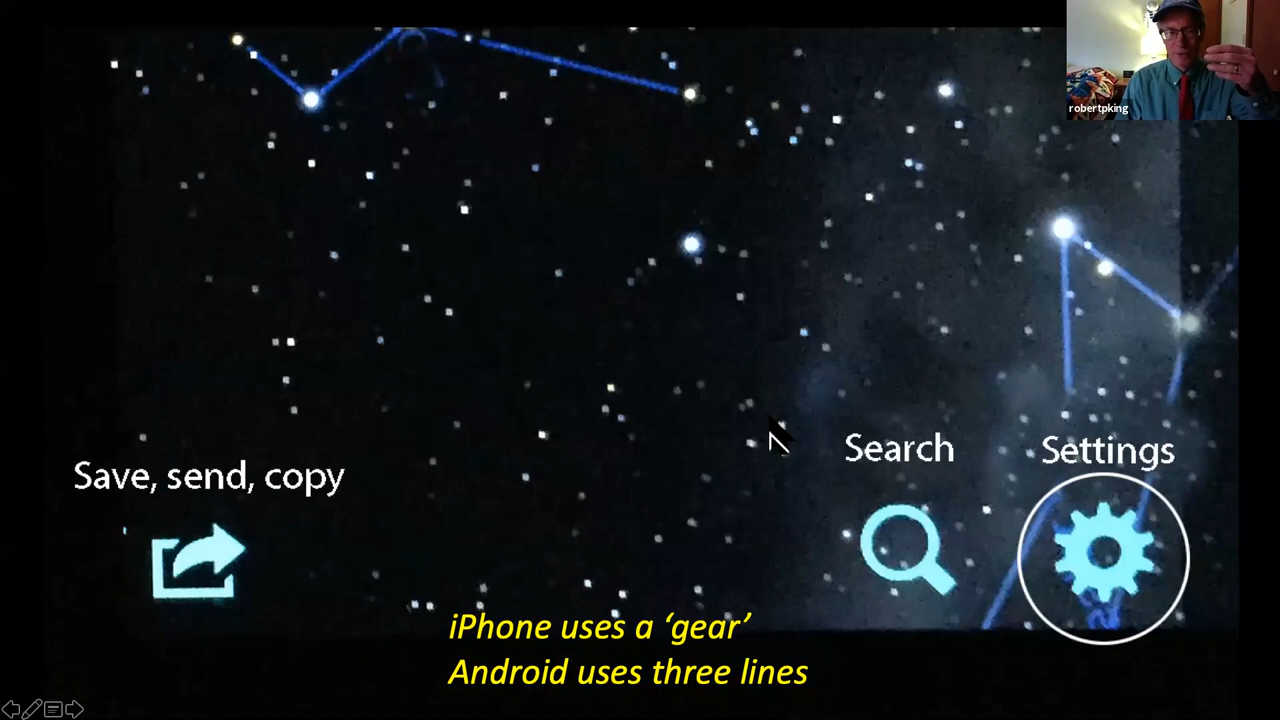 robertpking
Search
Settings
Save, send, copy
iPhone uses a ‘gear’
Android uses three lines